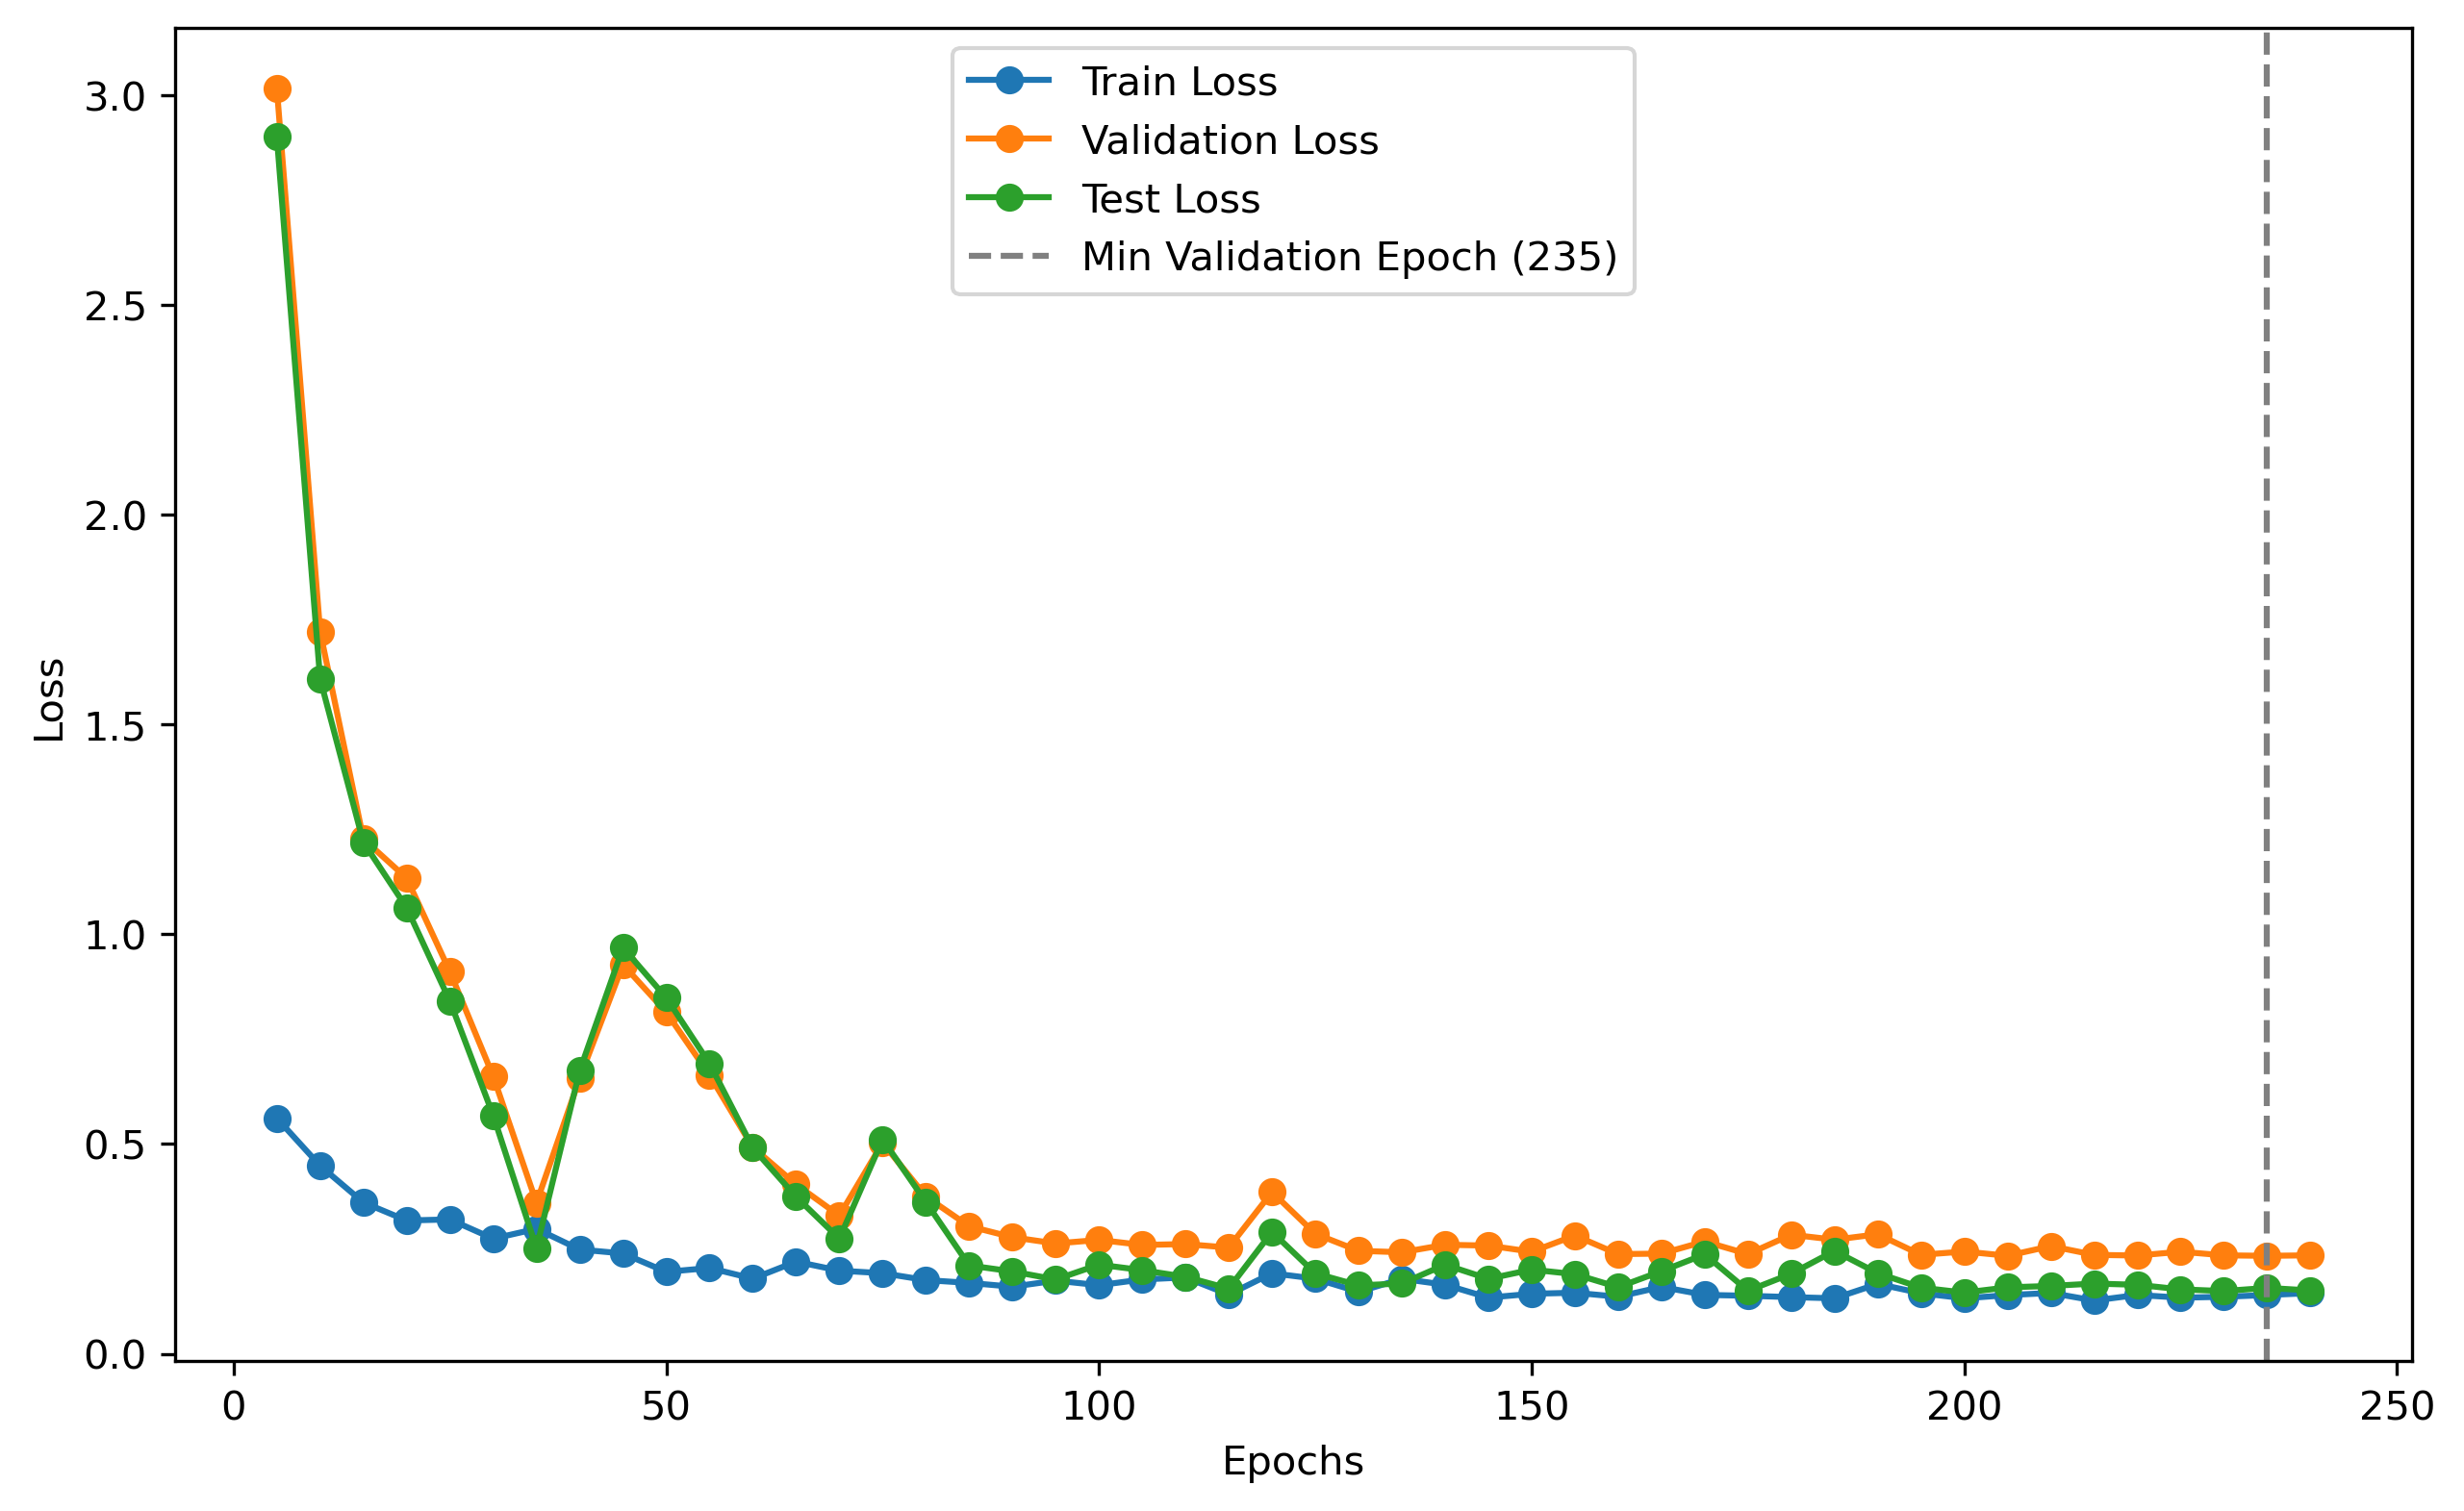 Train Loss
Validation Loss
Test Loss
Min Validation Epoch (235)
3.0
2.5
2.0
1.5
1.0
0.5
0.0
Loss
0 50 100 150 200 250
Epochs